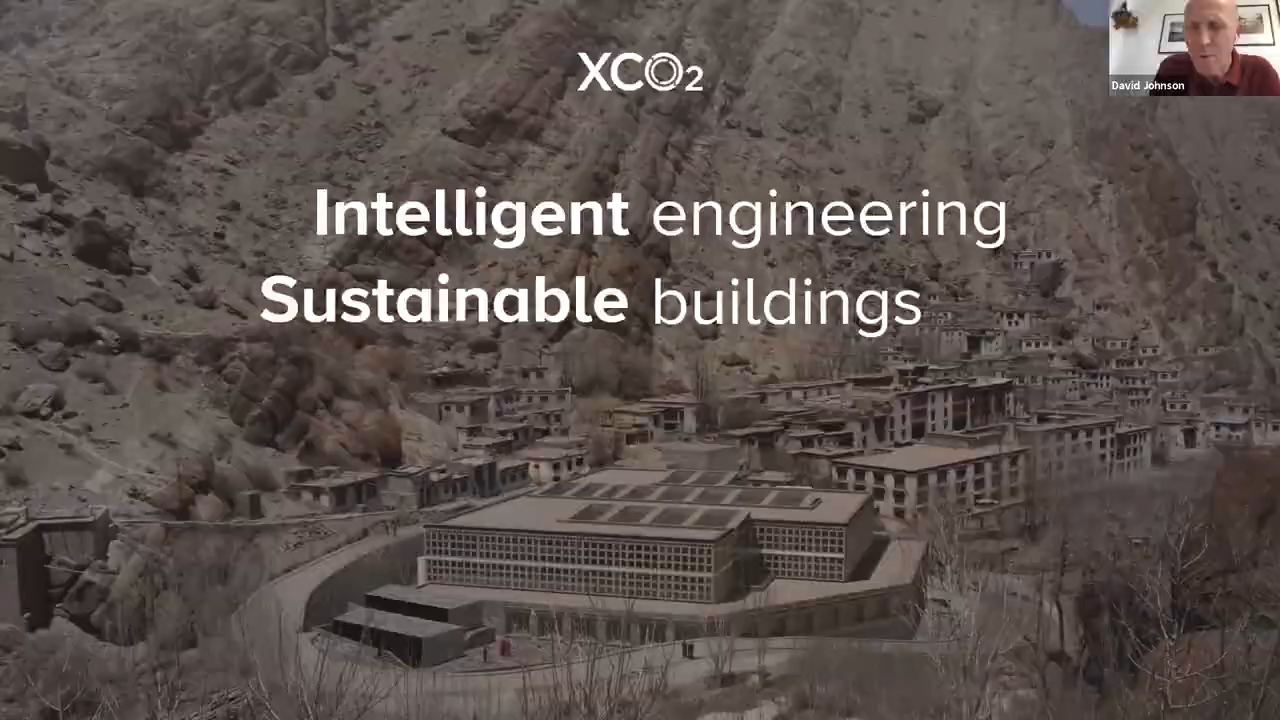 XCO2
David Johnson
Intelligent engineering
Sustainable buildings